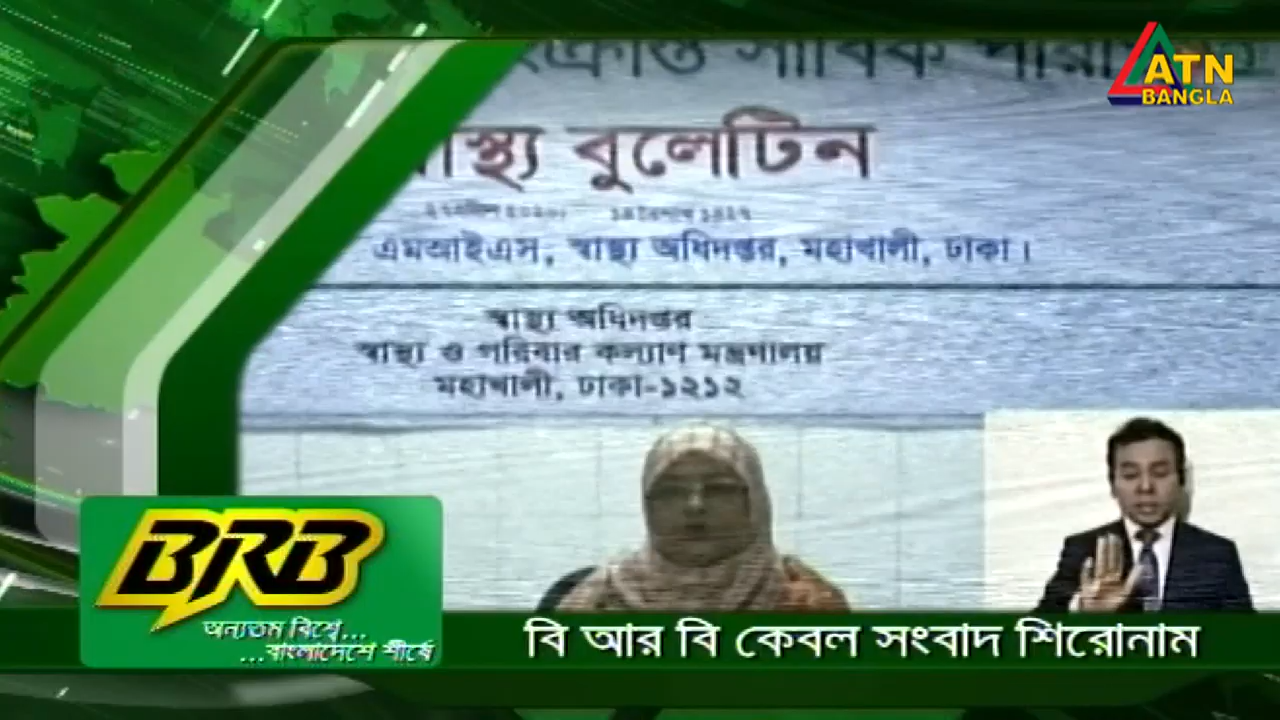 ATN
BANGLA
সার্বিক
বুলেটিন
এমআইএস, স্বাস্থ্য অধিদপ্তর, মহাখালী, ঢাকা।
স্বাস্থ্য অধিদপ্তর
স্বাস্থ্য ও পরিবার কল্যাণ মন্ত্রণালয়
মহাখালী, ঢাকা-১২১২
BRB
অন্যতম বিশ্বে...
...বাংলাদেশে শীর্ষে
বি আর বি কেবল সংবাদ শিরোনাম